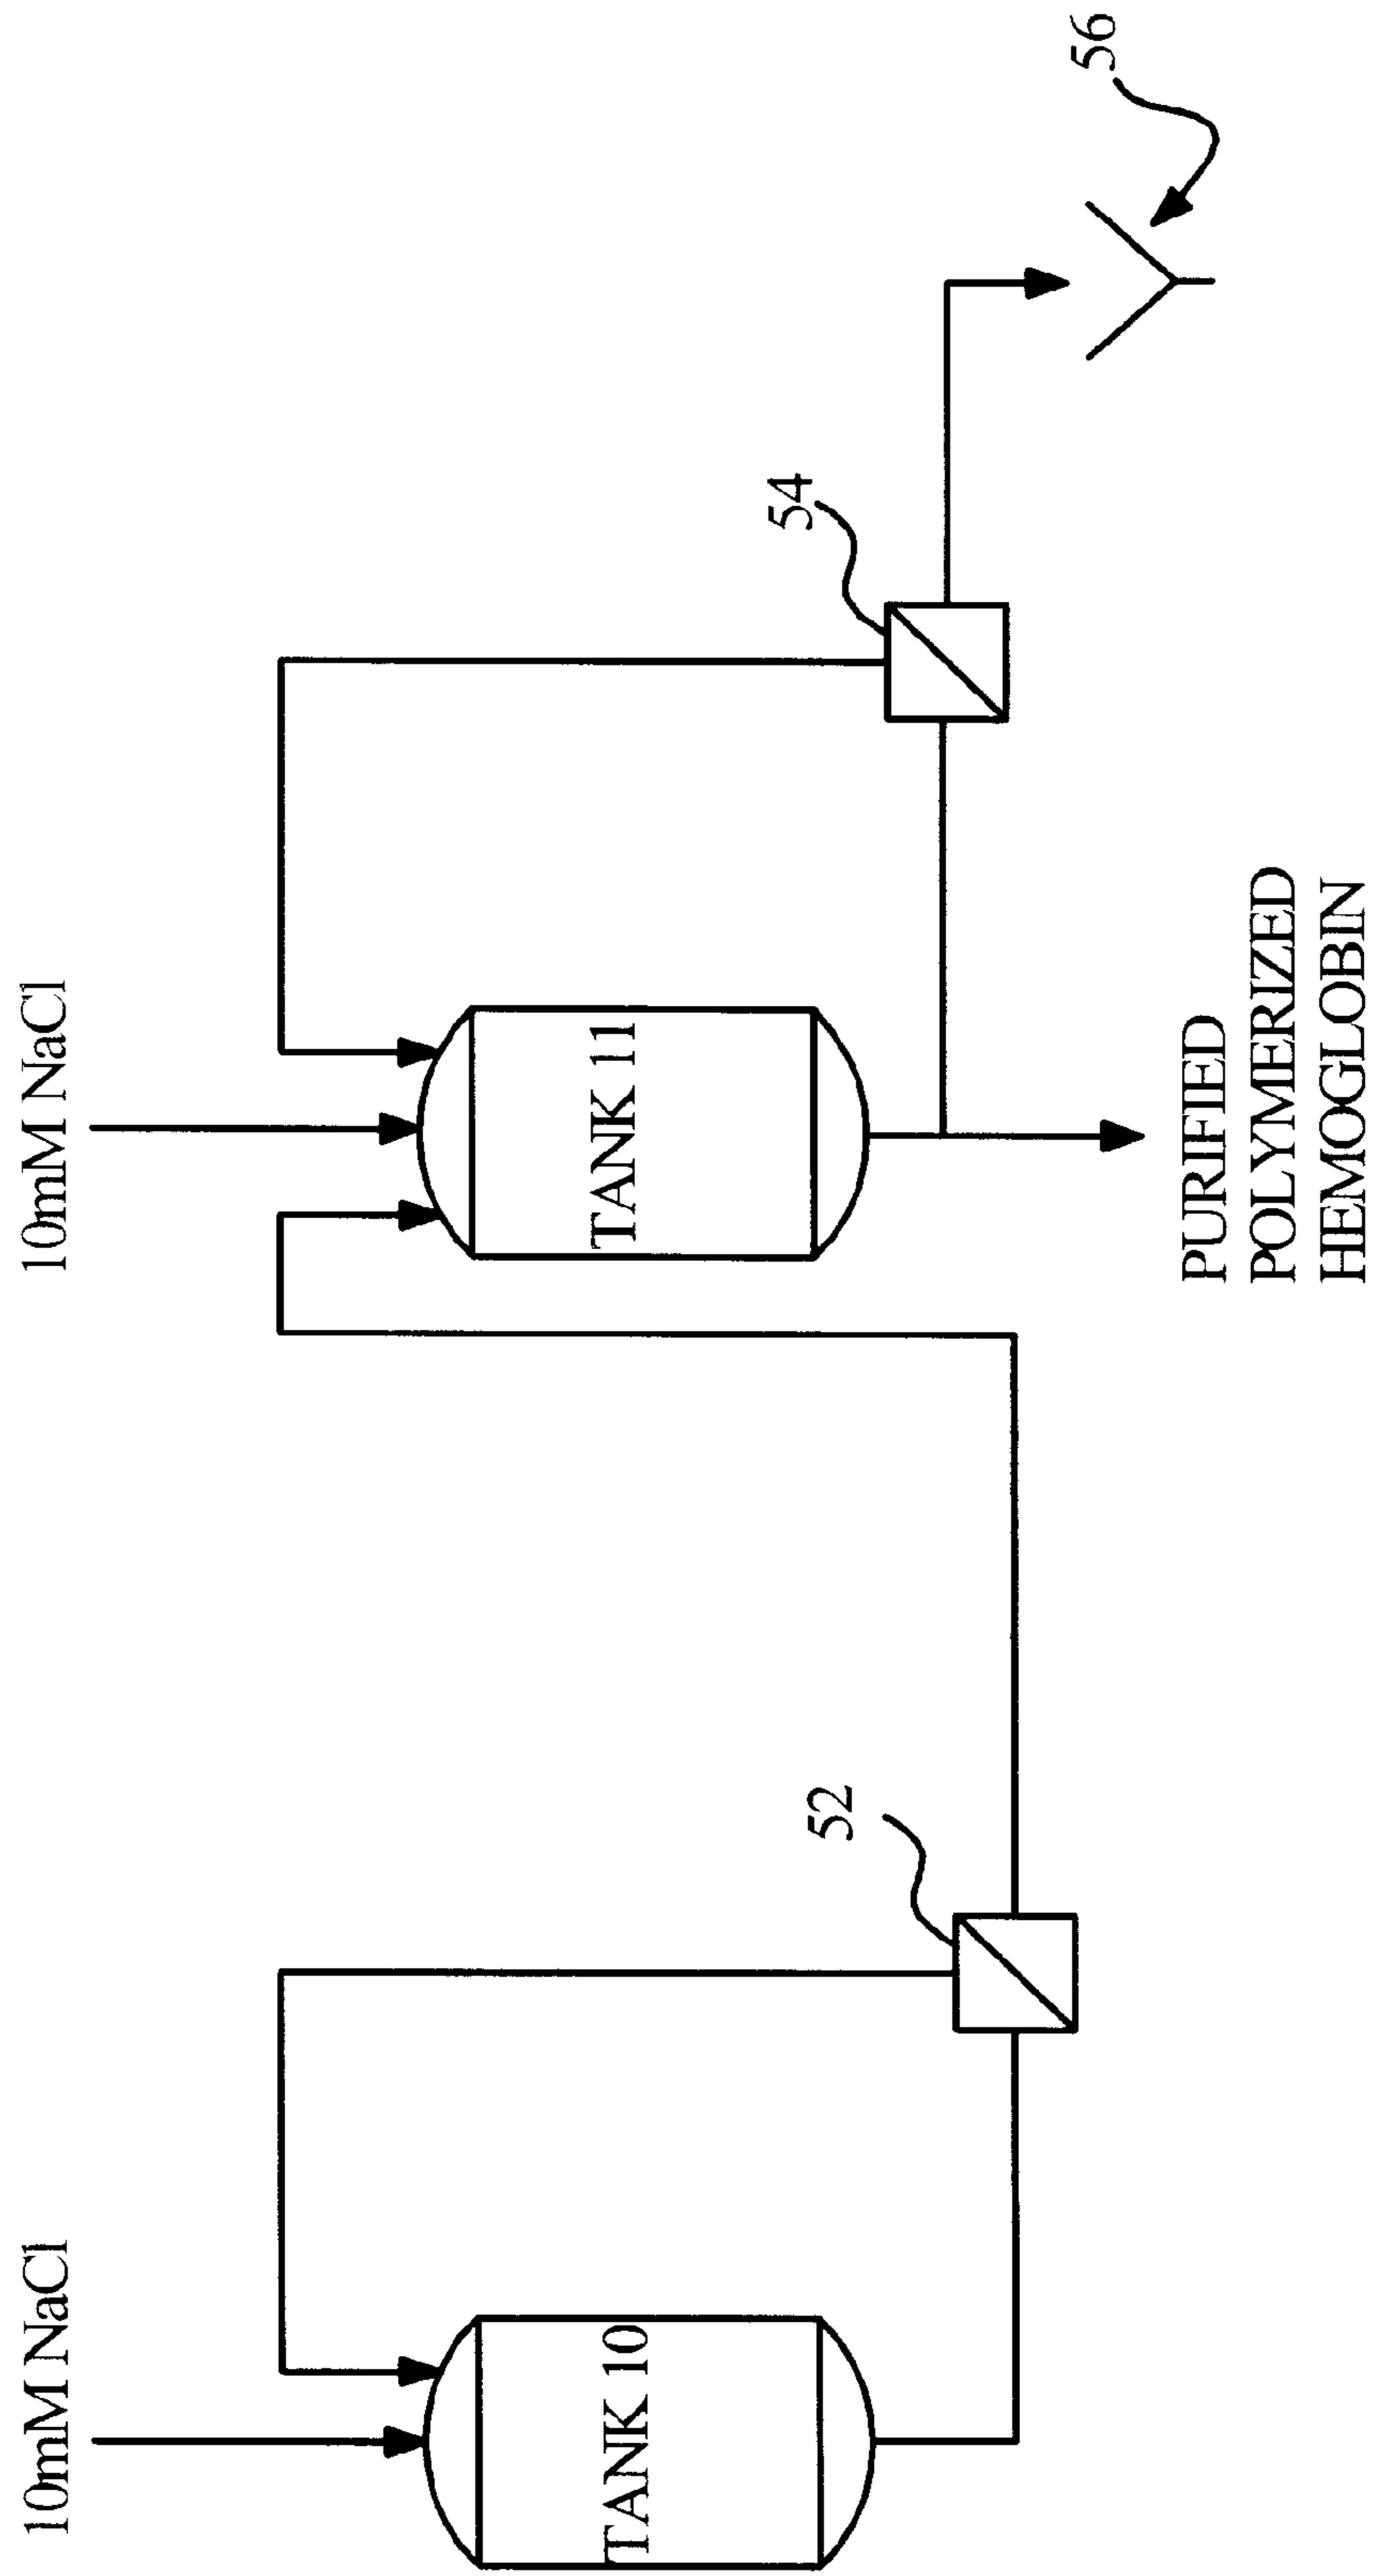 10mM NaCl
10mM NaCl
TANK 10
TANK 11
52
54
56
PURIFIED
POLYMERIZED
HEMOGLOBIN